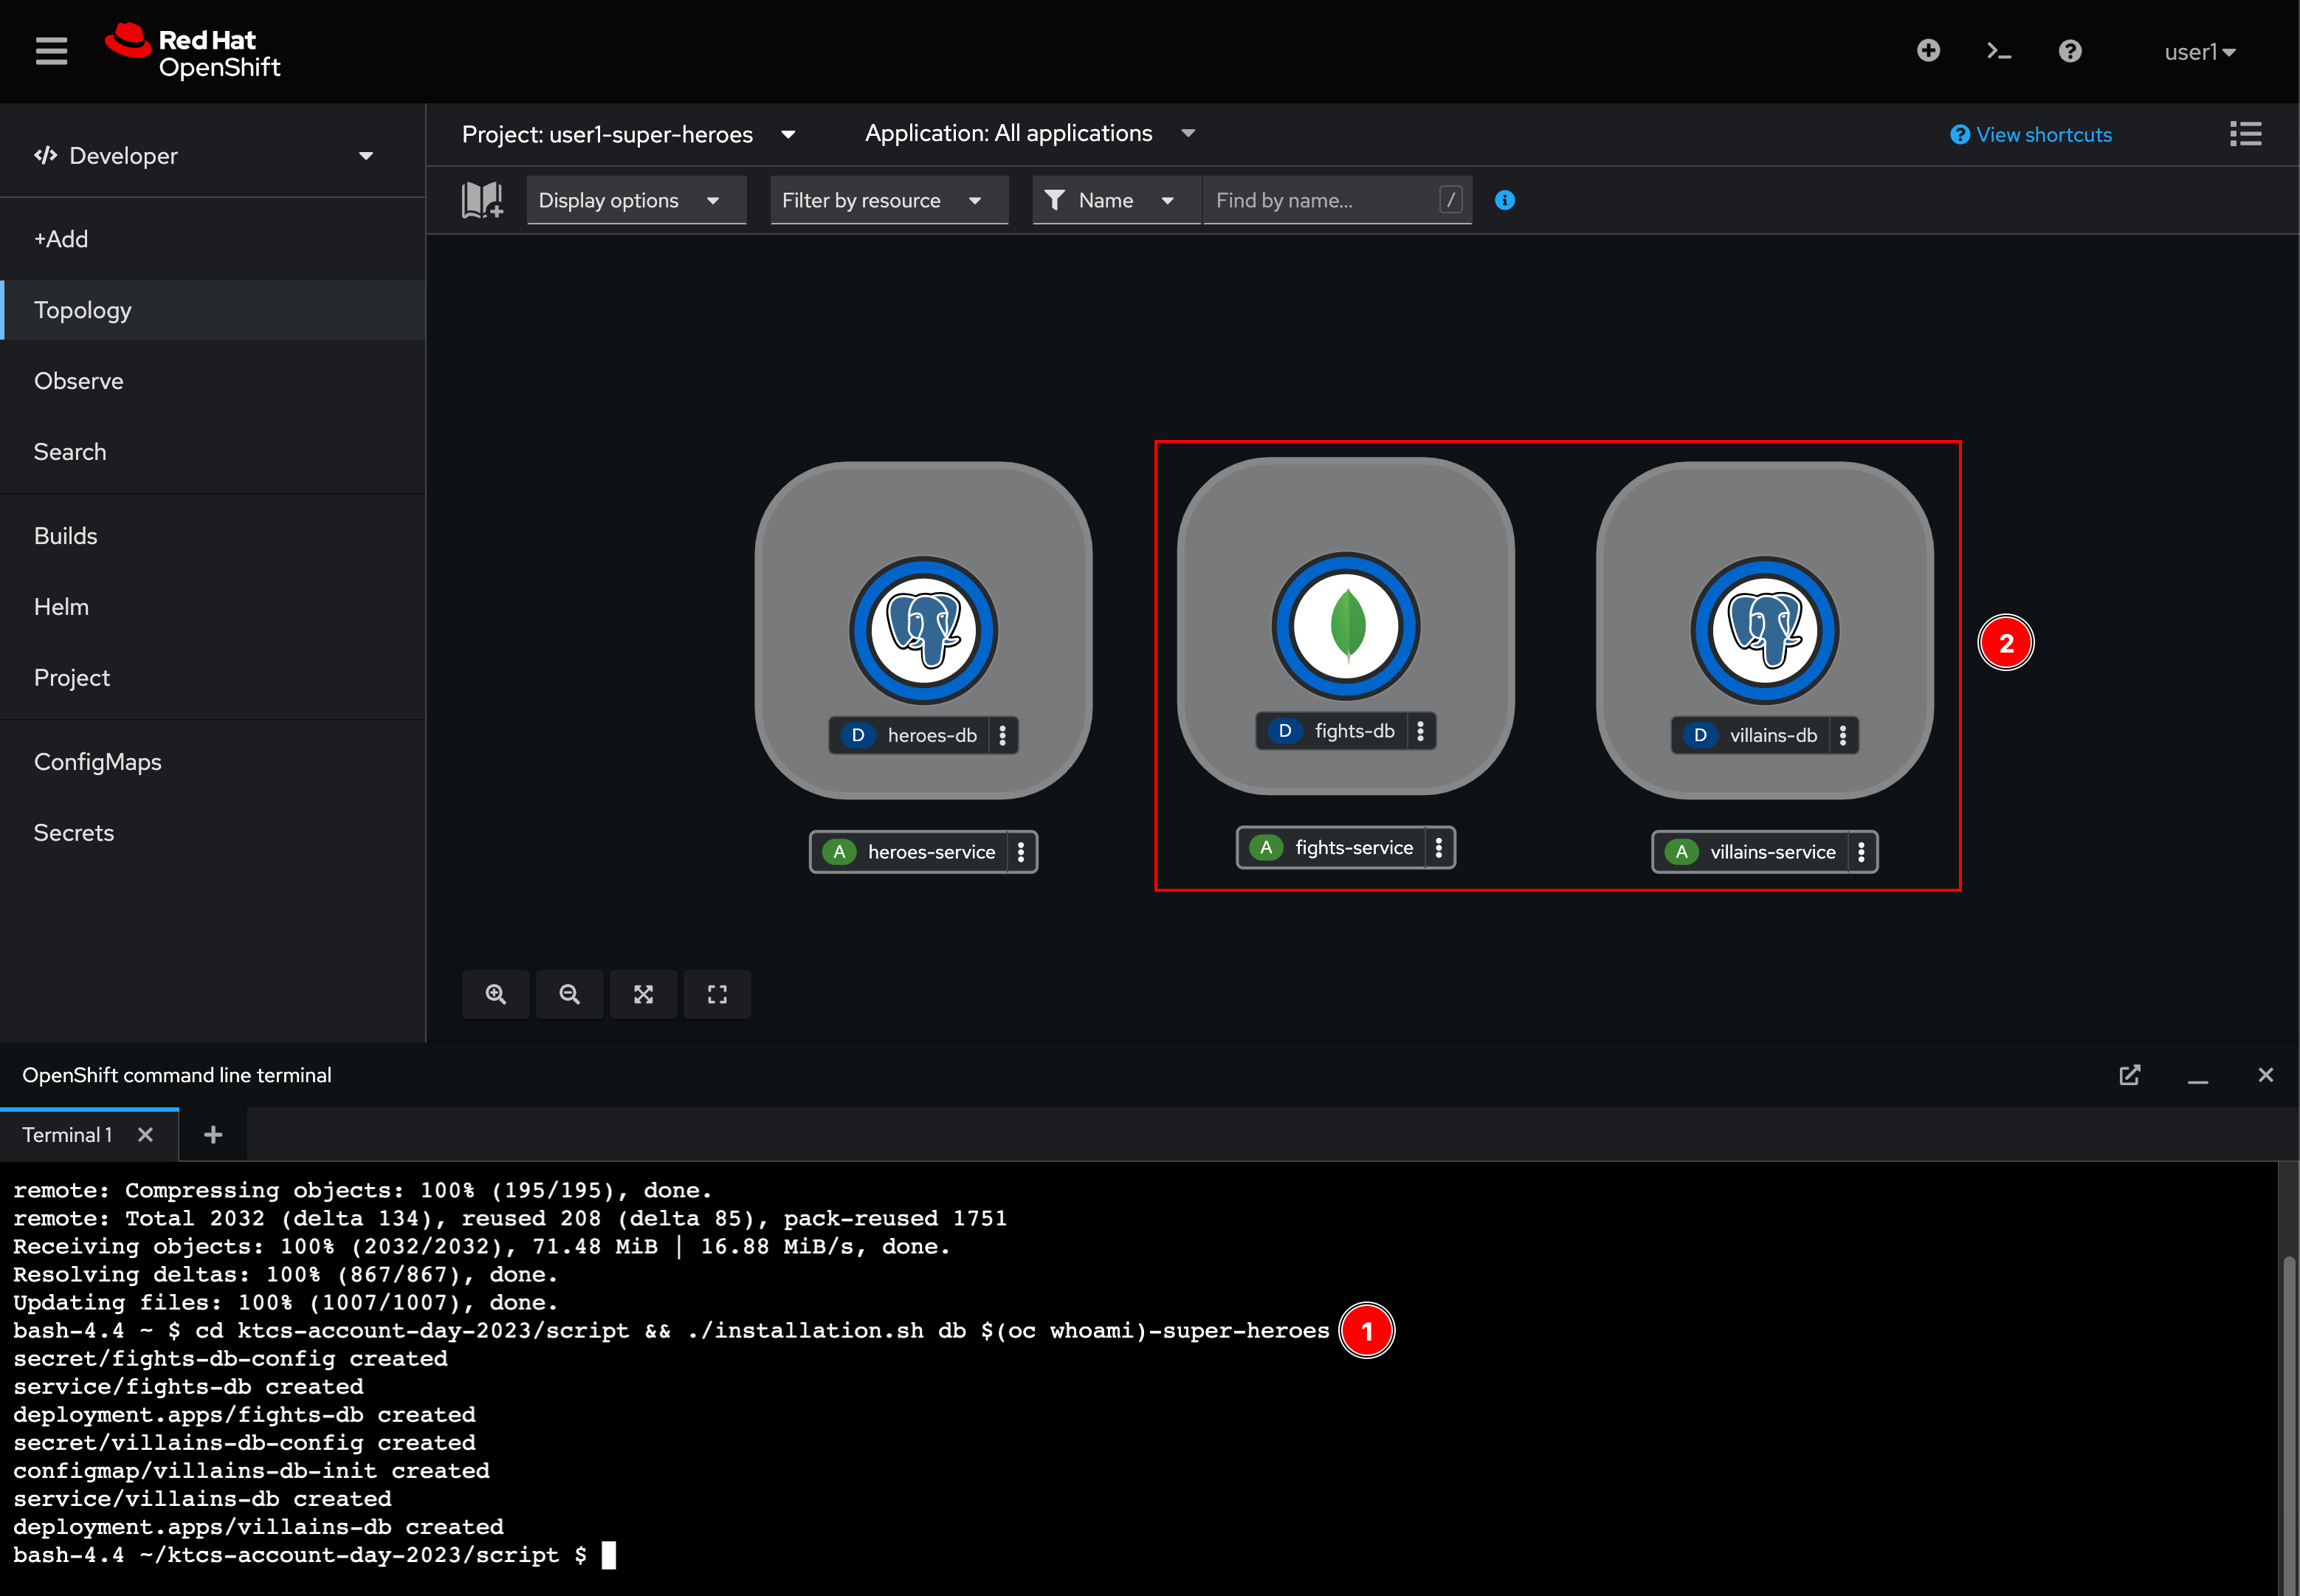 Red Hat
OpenShift
user1
Developer
Project: user1-super-heroes
Application: All applications
View shortcuts
Display options
Filter by resource
Name
Find by name...
/
+Add
Topology
Observe
Search
Builds
Helm
Project
ConfigMaps
Secrets
D heroes-db
D fights-db
D villains-db
2
A heroes-service
A fights-service
A villains-service
OpenShift command line terminal
Terminal 1
remote: Compressing objects: 100% (195/195), done.
remote: Total 2032 (delta 134), reused 208 (delta 85), pack-reused 1751
Receiving objects: 100% (2032/2032), 71.48 MiB | 16.88 MiB/s, done.
Resolving deltas: 100% (867/867), done.
Updating files: 100% (1007/1007), done.
bash-4.4 ~ $ cd ktcs-account-day-2023/script && ./installation.sh db $(oc whoami)-super-heroes
1
secret/fights-db-config created
service/fights-db created
deployment.apps/fights-db created
secret/villains-db-config created
configmap/villains-db-init created
service/villains-db created
deployment.apps/villains-db created
bash-4.4 ~/ktcs-account-day-2023/script $